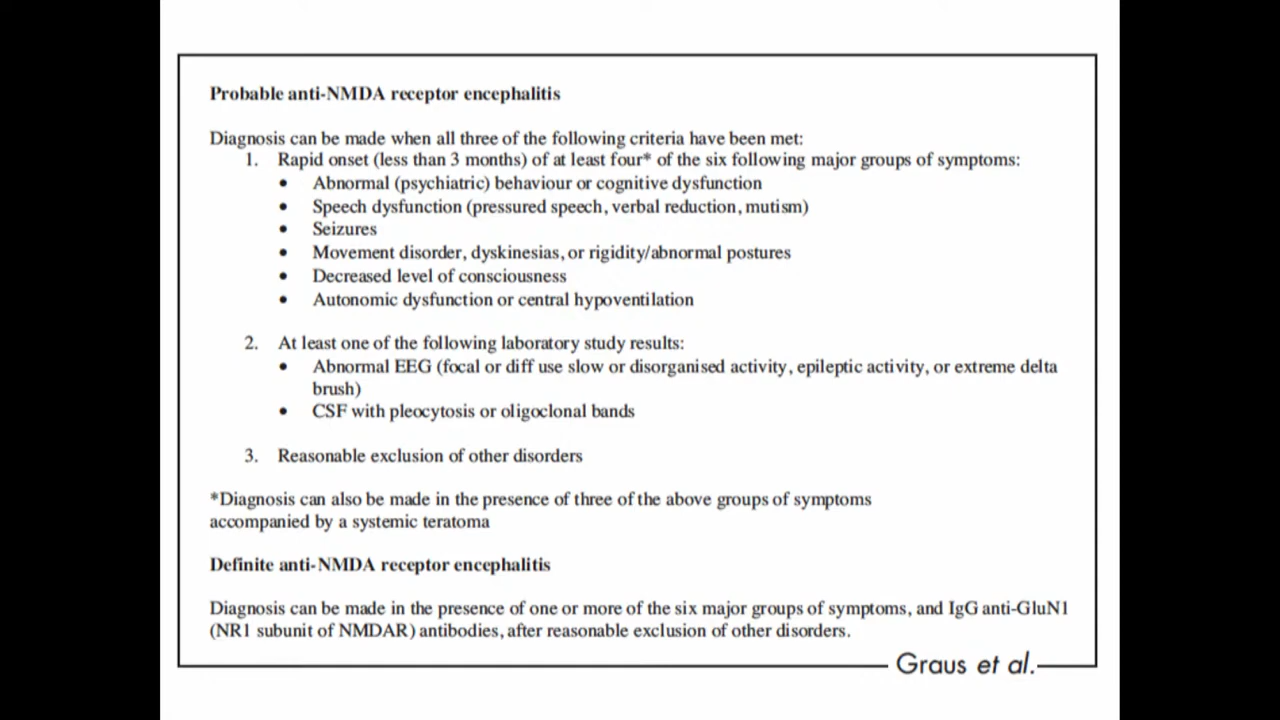 Probable anti-NMDA receptor encephalitis
Diagnosis can be made when all three of the following criteria have been met:
1. Rapid onset (less than 3 months) of at least four* of the six following major groups of symptoms:
• Abnormal (psychiatric) behaviour or cognitive dysfunction
• Speech dysfunction (pressured speech, verbal reduction, mutism)
• Seizures
• Movement disorder, dyskinesias, or rigidity/abnormal postures
• Decreased level of consciousness
• Autonomic dysfunction or central hypoventilation
2. At least one of the following laboratory study results:
• Abnormal EEG (focal or diff use slow or disorganised activity, epileptic activity, or extreme delta
brush)
• CSF with pleocytosis or oligoclonal bands
3. Reasonable exclusion of other disorders
*Diagnosis can also be made in the presence of three of the above groups of symptoms
accompanied by a systemic teratoma
Definite anti-NMDA receptor encephalitis
Diagnosis can be made in the presence of one or more of the six major groups of symptoms, and IgG anti-GluN1
(NR1 subunit of NMDAR) antibodies, after reasonable exclusion of other disorders.
Graus et al.